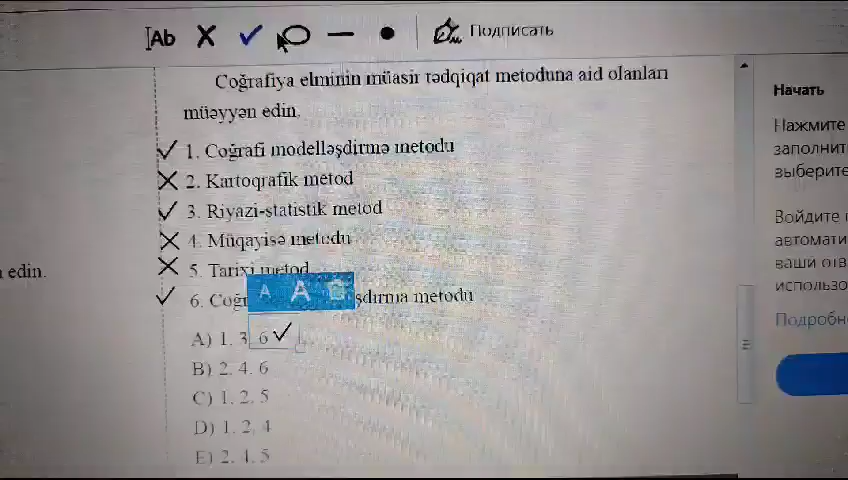 Ab
Подписать
Coğrafiya elminin müasir tədqiqat metoduna aid olanları
müəyyən edin.
1. Coğrafi modelləşdirmə metodu
2. Kartoqrafik metod
3. Riyazi-statistik metod
4. Müqayisə metodu
5. Tarixi metod
6. Coğr
şdırma metodu
A) 1. 3 6
B) 2. 4. 6
C) 1. 2. 5
D) 1. 2. 4
E) 2. 4. 5
edin.
A A
Начать
Нажмите
заполнит
выберите
Войдите
автомати
ваши отв
использо
Подробн